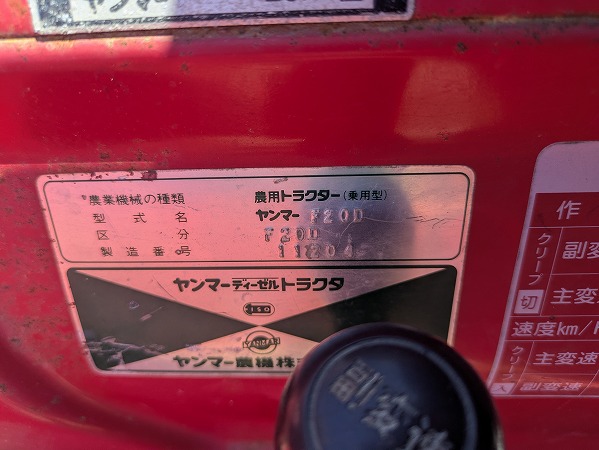 農業機械の種類 農用トラクター(乗用型)
型式名 ヤンマー F20D
区分 F20D
製造番号 11204
ヤンマーディーゼルトラクタ
ISO
YANMAR
ヤンマー農機株
作
クリープ 副変
切 主変速
速度km/h
クリープ 主変速
入 副変速
副変速